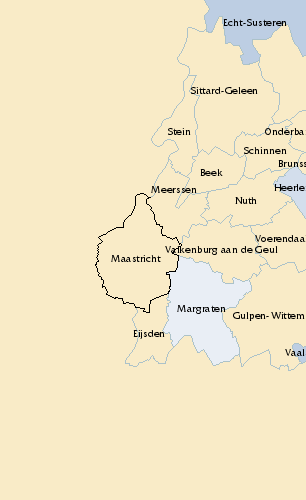 Echt-Susteren
Sittard-Geleen
Stein
Onderba
Schinnen
Brunss
Beek
Meerssen
Heerle
Nuth
Voerendaa
Valkenburg aan de Geul
Maastricht
Margraten
Gulpen- Wittem
Eijsden
Vaal